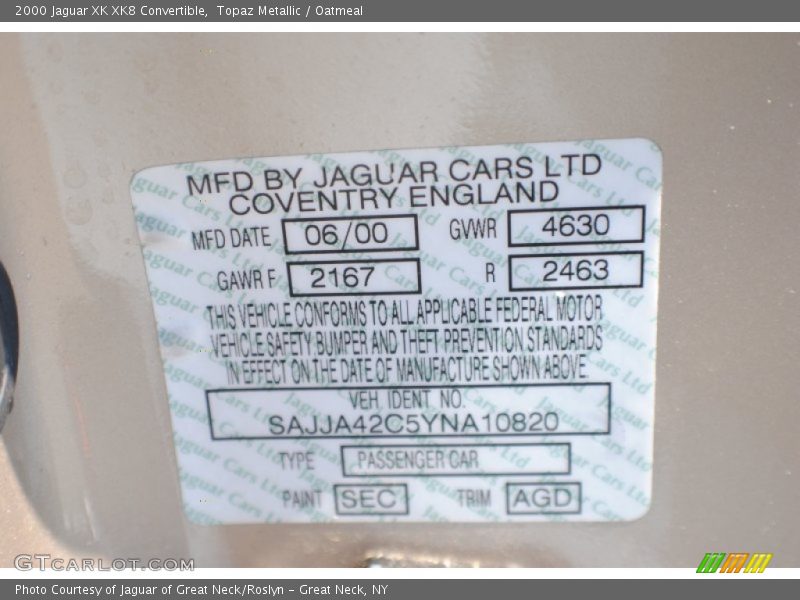 2000 Jaguar XK XK8 Convertible, Topaz Metallic / Oatmeal
MFD BY JAGUAR CARS LTD
COVENTRY ENGLAND
MFD DATE 06/00 GVWR 4630
GAWR F 2167 R 2463
THIS VEHICLE CONFORMS TO ALL APPLICABLE FEDERAL MOTOR
VEHICLE SAFETY BUMPER AND THEFT PREVENTION STANDARDS
IN EFFECT ON THE DATE OF MANUFACTURE SHOWN ABOVE.
VEH. IDENT. NO.
SAJJA42C5YNA10820
TYPE PASSENGER CAR
PAINT SEC TRIM AGD
GTCARLOT.COM
Photo Courtesy of Jaguar of Great Neck/Roslyn - Great Neck, NY